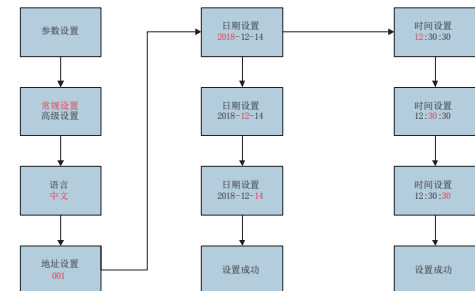 参数设置
常规设置
高级设置
语言
中文
地址设置
001
日期设置
2018-12-14
日期设置
2018-12-14
日期设置
2018-12-14
设置成功
时间设置
12:30:30
时间设置
12:30:30
时间设置
12:30:30
设置成功